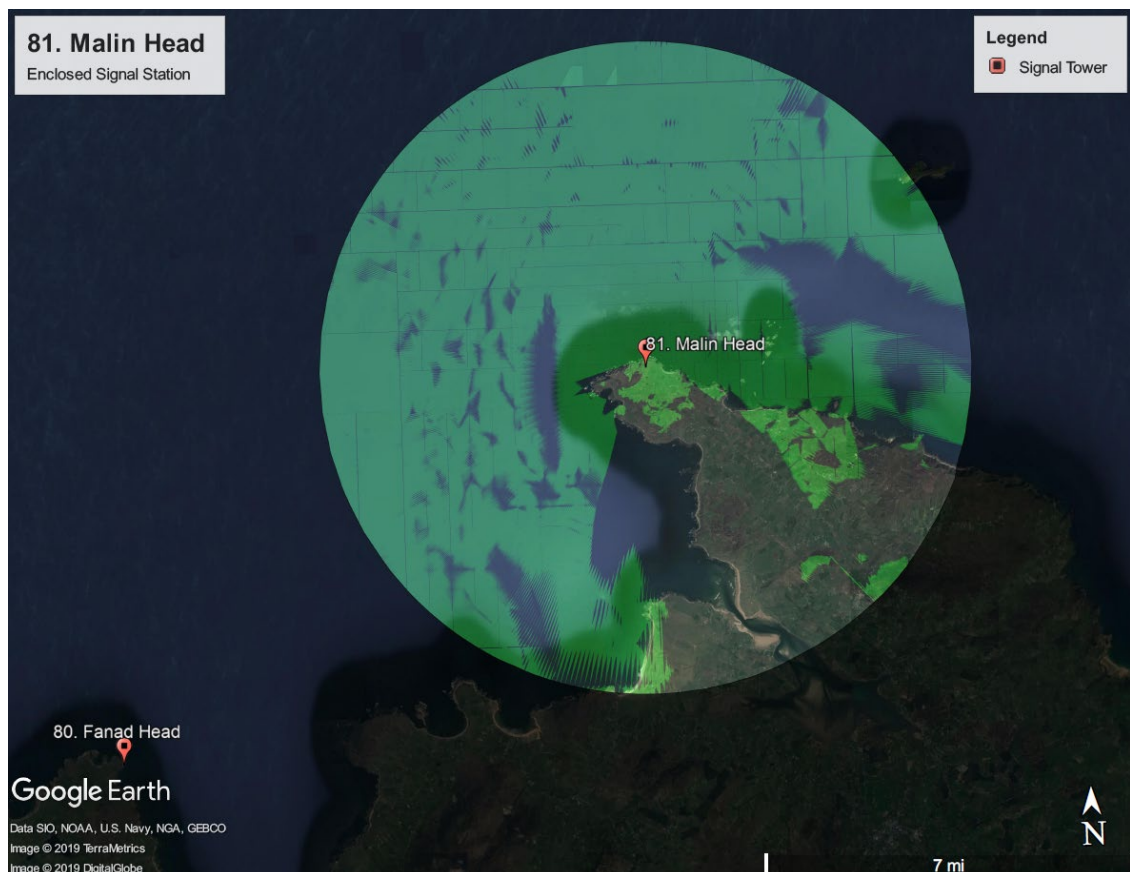 81. Malin Head
Enclosed Signal Station
Legend
Signal Tower
81. Malin Head
80. Fanad Head
Google Earth
Data SIO, NOAA, U.S. Navy, NGA, GEBCO
Image © 2019 TerraMetrics
Image © 2019 DigitalGlobe
N
7 mi